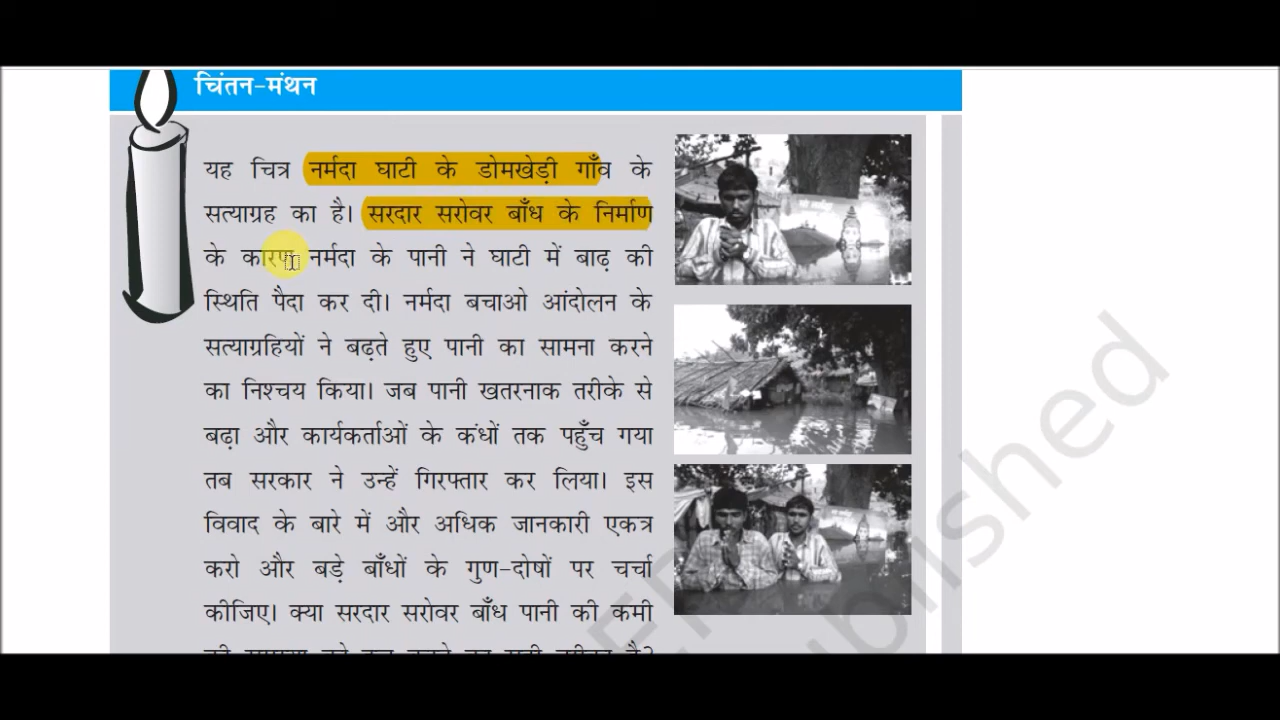 चिंतन-मंथन
यह चित्र नर्मदा घाटी के डोमखेड़ी गाँव के
सत्याग्रह का है। सरदार सरोवर बाँध के निर्माण
के कारण नर्मदा के पानी ने घाटी में बाढ़ की
स्थिति पैदा कर दी। नर्मदा बचाओ आंदोलन के
सत्याग्रहियों ने बढ़ते हुए पानी का सामना करने
का निश्चय किया। जब पानी खतरनाक तरीके से
बढ़ा और कार्यकर्ताओं के कंधों तक पहुँच गया
तब सरकार ने उन्हें गिरफ्तार कर लिया। इस
विवाद के बारे में और अधिक जानकारी एकत्र
करो और बड़े बाँधों के गुण-दोषों पर चर्चा
कीजिए। क्या सरदार सरोवर बाँध पानी की कमी